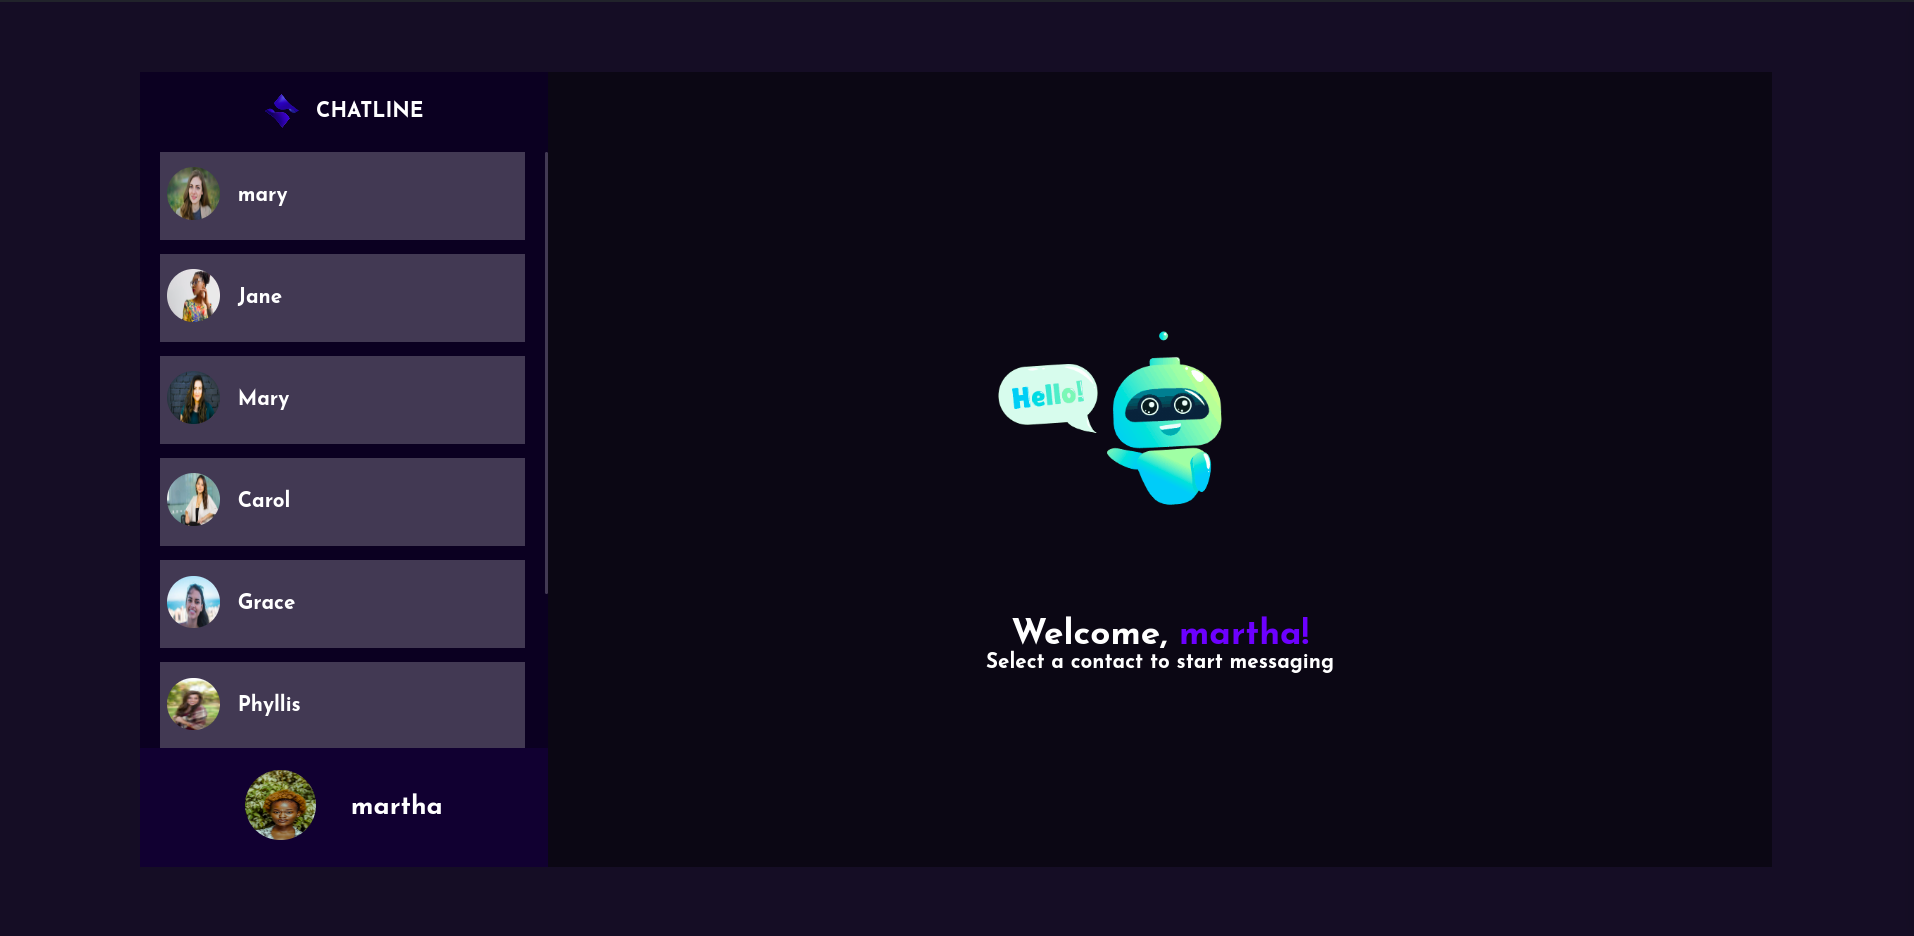 CHATLINE
mary
Jane
Mary
Carol
Grace
Phyllis
martha
Hello!
Welcome, martha!
Select a contact to start messaging